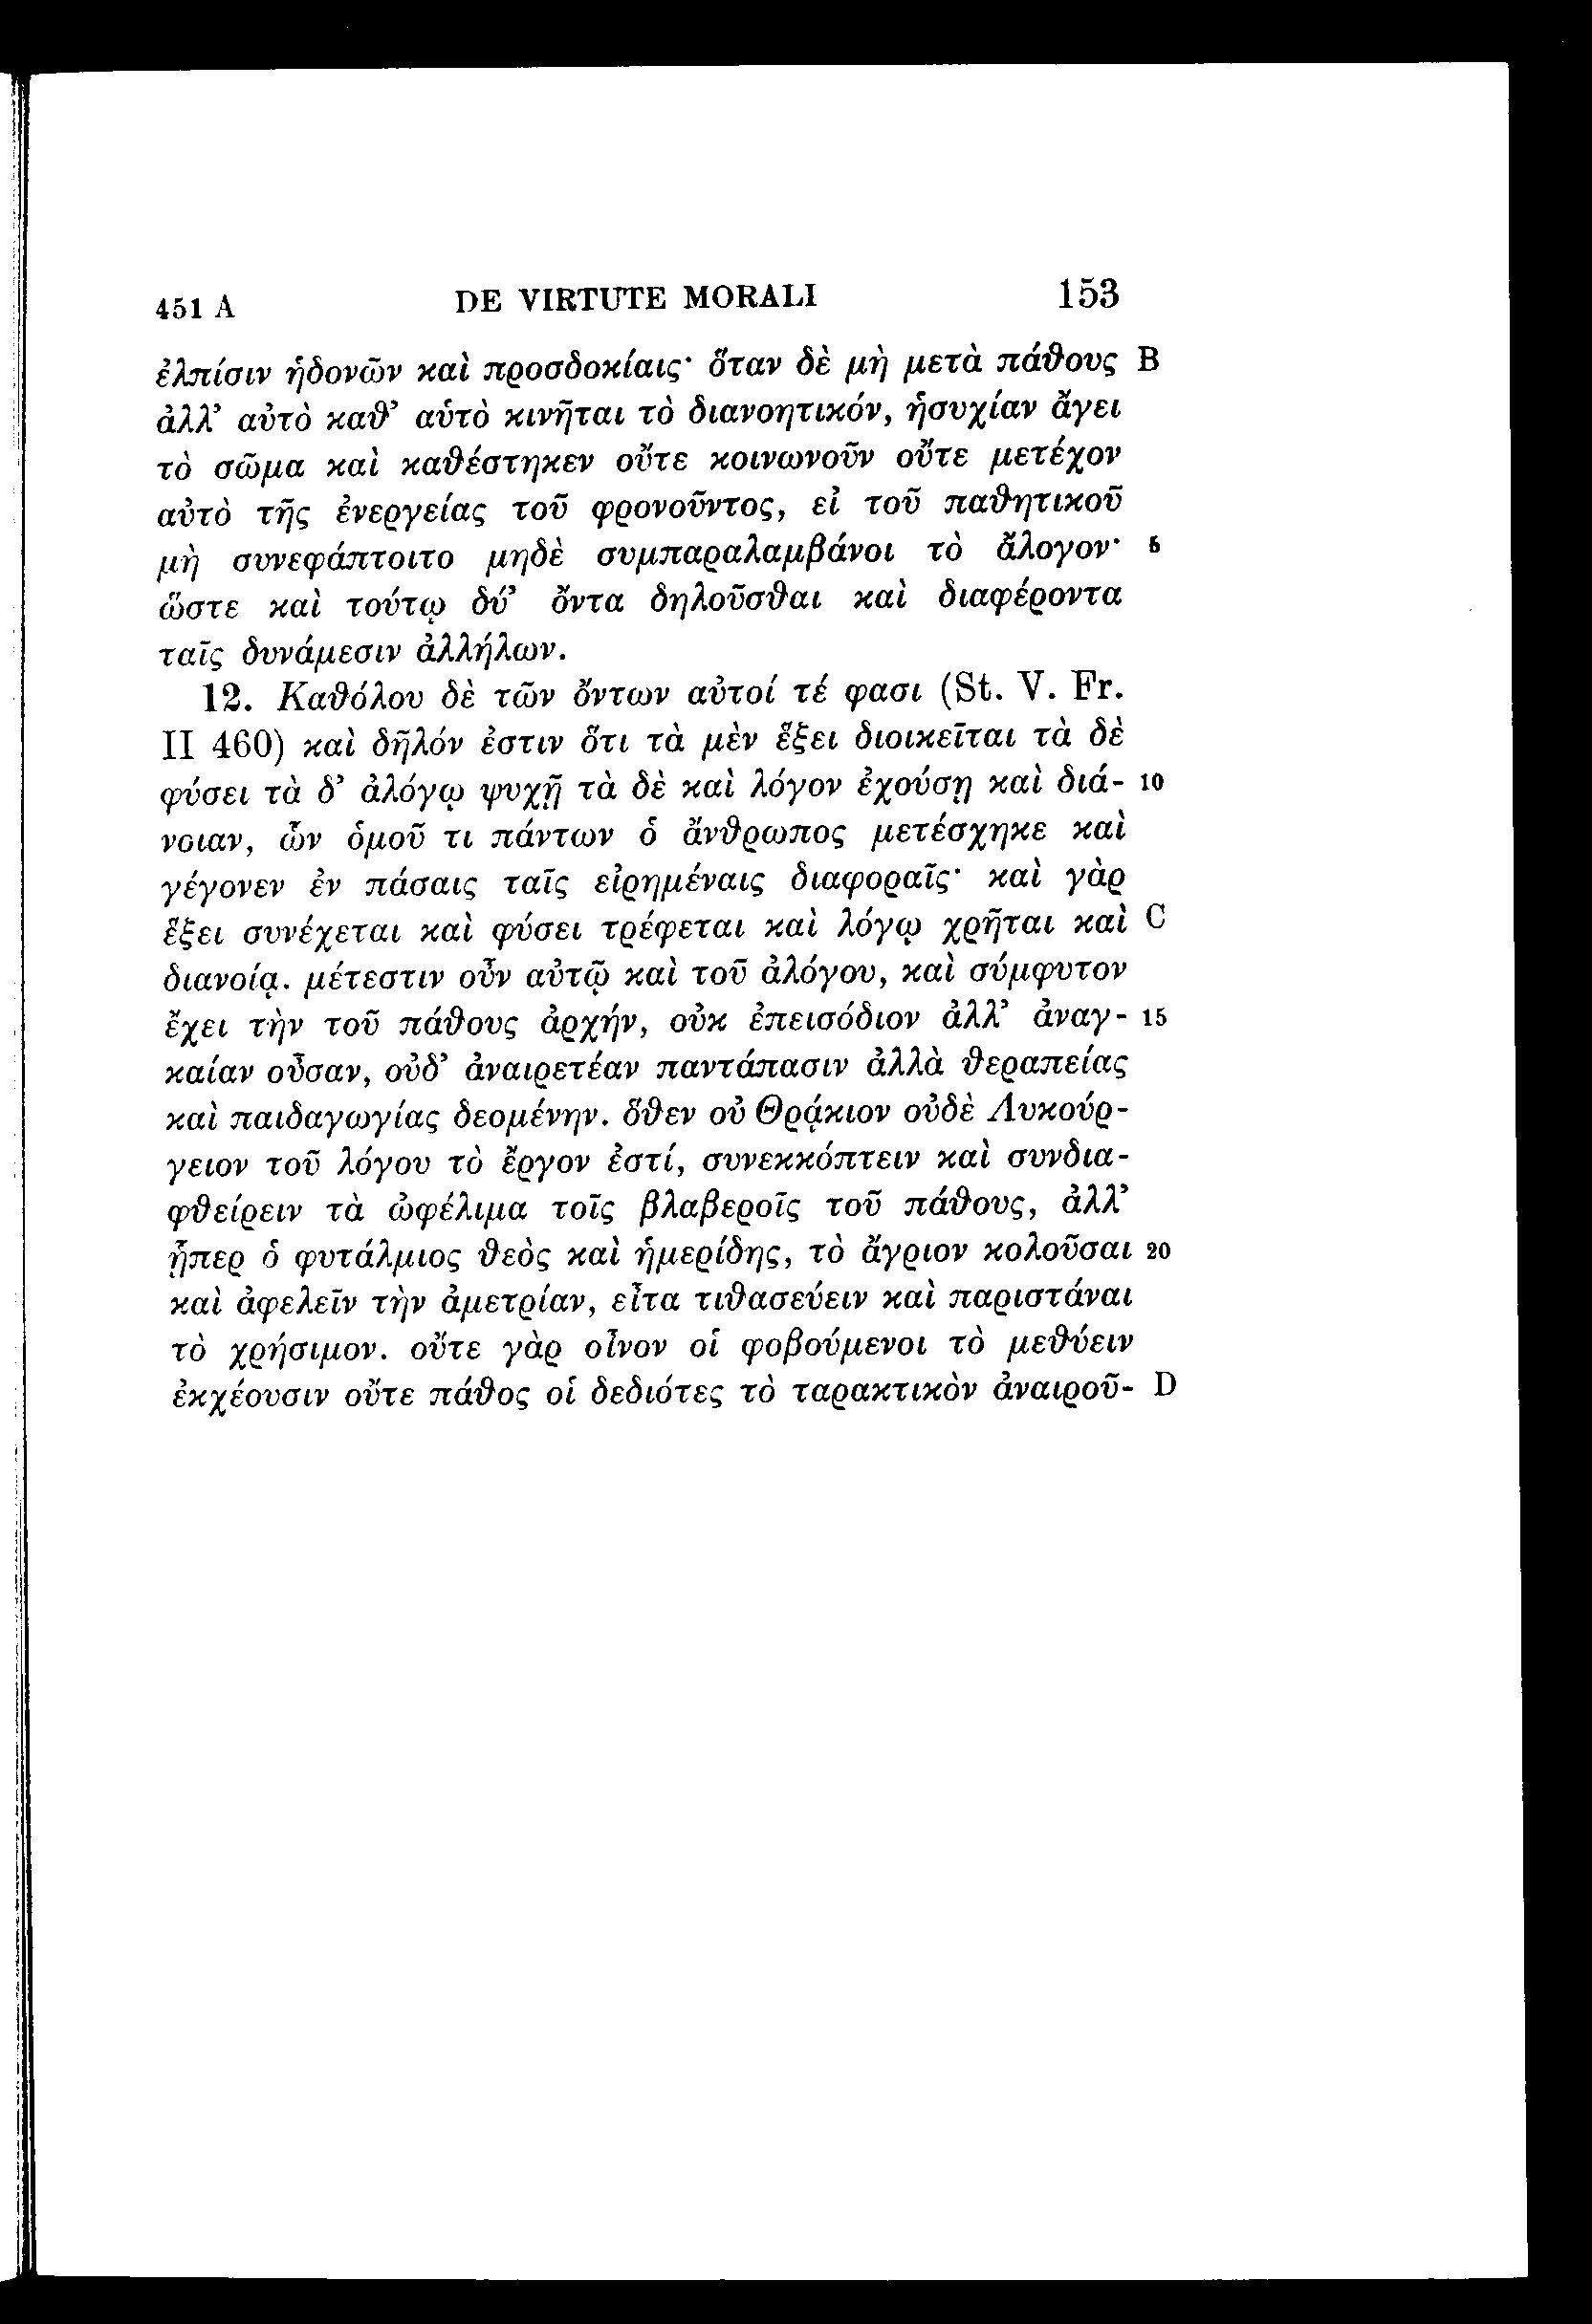 451 A DE VIRTUTE MORALI 153
ἐλπίσιν ἡδονῶν καὶ προσδοκίαις· ὅταν δὲ μὴ μετὰ πάθους B
ἀλλ’ αὐτὸ καθ’ αὑτὸ κινῆται τὸ διανοητικόν, ἡσυχίαν ἄγει
τὸ σῶμα καὶ καθέστηκεν οὔτε κοινωνοῦν οὔτε μετέχον
αὐτὸ τῆς ἐνεργείας τοῦ φρονοῦντος, εἰ τοῦ παθητικοῦ
μὴ συνεφάπτοιτο μηδὲ συμπαραλαμβάνοι τὸ ἄλογον· 5
ὥστε καὶ τούτῳ δύ’ ὄντα δηλοῦσθαι καὶ διαφέροντα
ταῖς δυνάμεσιν ἀλλήλων.
12. Καθόλου δὲ τῶν ὄντων αὐτοί τέ φασι (St. V. Fr.
II 460) καὶ δῆλόν ἐστιν ὅτι τὰ μὲν ἕξει διοικεῖται τὰ δὲ
φύσει τὰ δ’ ἀλόγῳ ψυχῇ τὰ δὲ καὶ λόγον ἐχούσῃ καὶ διά- 10
νοιαν, ὧν ὁμοῦ τι πάντων ὁ ἄνθρωπος μετέσχηκε καὶ
γέγονεν ἐν πάσαις ταῖς εἰρημέναις διαφοραῖς· καὶ γὰρ
ἕξει συνέχεται καὶ φύσει τρέφεται καὶ λόγῳ χρῆται καὶ C
διανοίᾳ. μέτεστιν οὖν αὐτῷ καὶ τοῦ ἀλόγου, καὶ σύμφυτον
ἔχει τὴν τοῦ πάθους ἀρχήν, οὐκ ἐπεισόδιον ἀλλ’ ἀναγ- 15
καίαν οὖσαν, οὐδ’ ἀναιρετέαν παντάπασιν ἀλλὰ θεραπείας
καὶ παιδαγωγίας δεομένην. ὅθεν οὐ Θρᾴκιον οὐδὲ Λυκούρ-
γειον τοῦ λόγου τὸ ἔργον ἐστί, συνεκκόπτειν καὶ συνδια-
φθείρειν τὰ ὠφέλιμα τοῖς βλαβεροῖς τοῦ πάθους, ἀλλ’
ᾗπερ ὁ φυτάλμιος θεὸς καὶ ἡμερίδης, τὸ ἄγριον κολοῦσαι 20
καὶ ἀφελεῖν τὴν ἀμετρίαν, εἶτα τιθασεύειν καὶ παριστάναι
τὸ χρήσιμον. οὔτε γὰρ οἶνον οἱ φοβούμενοι τὸ μεθύειν
ἐκχέουσιν οὔτε πάθος οἱ δεδιότες τὸ ταρακτικὸν ἀναιροῦ- D